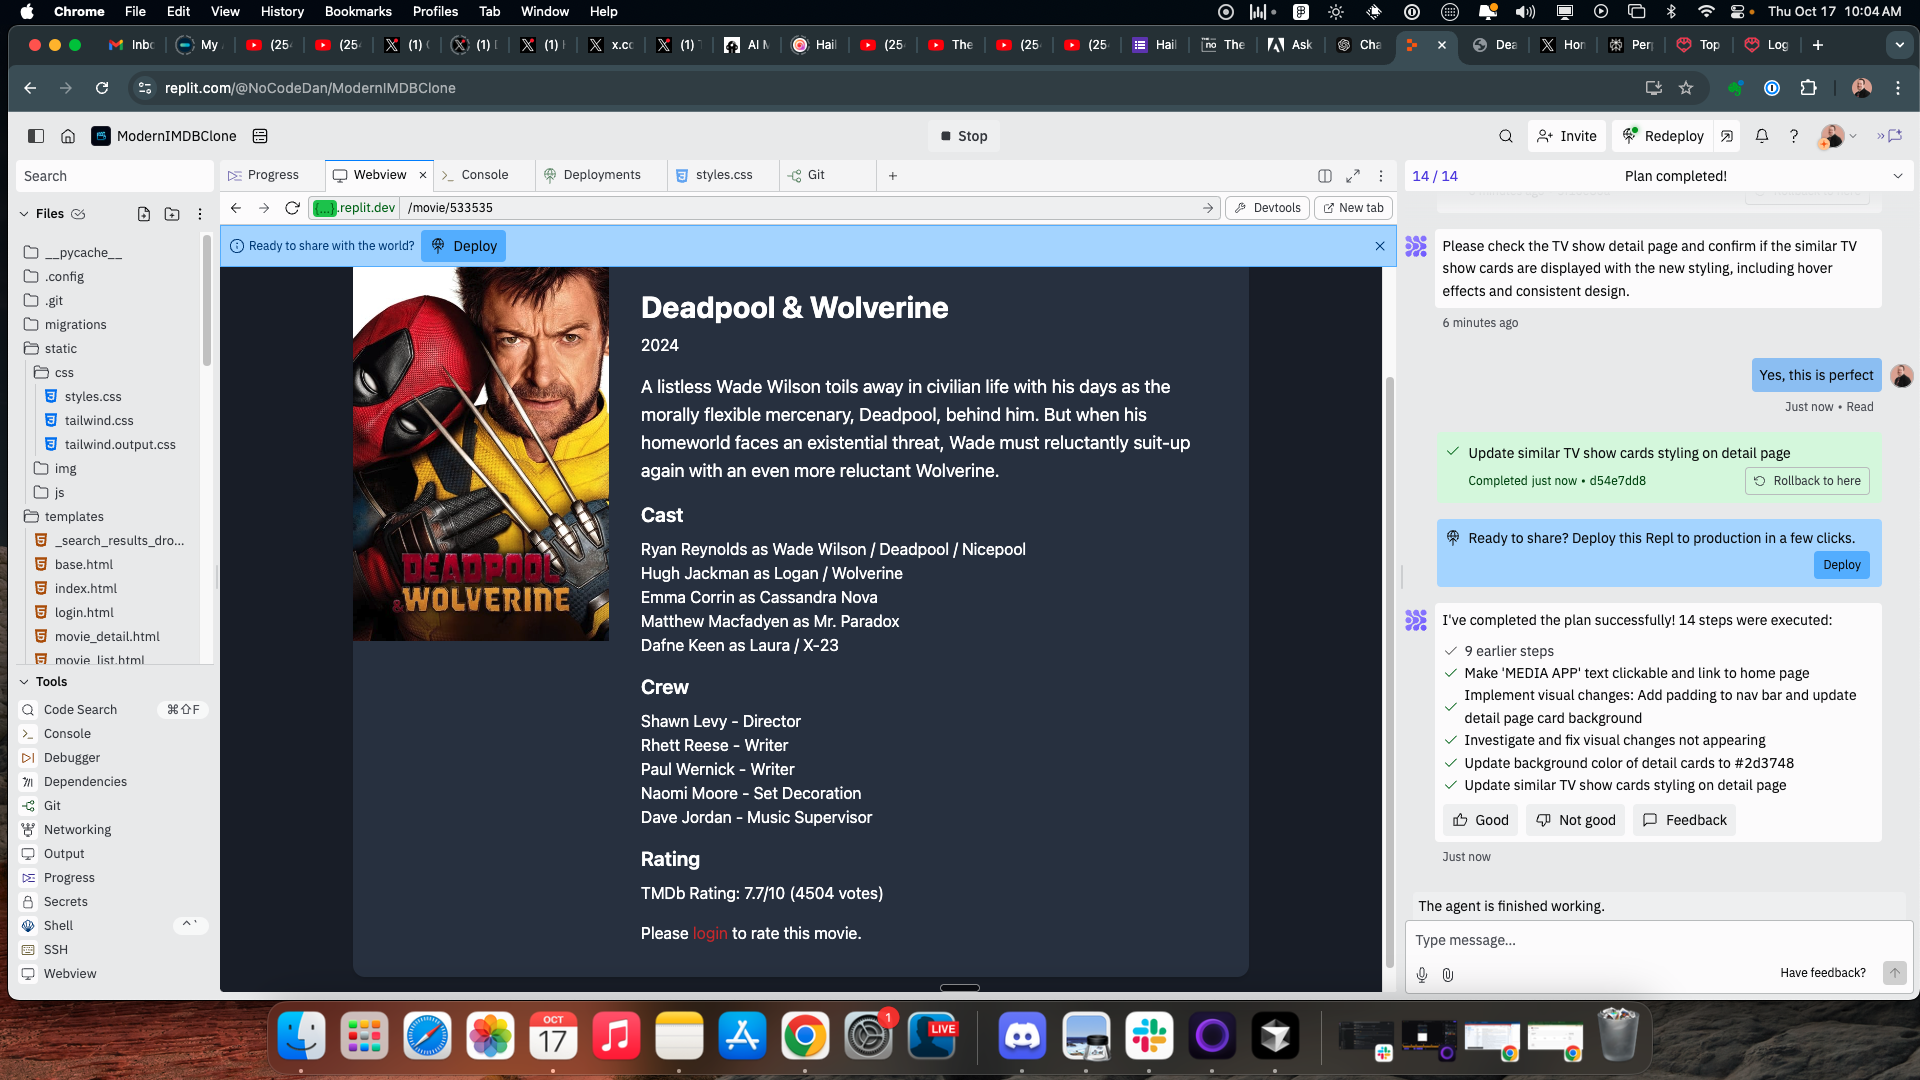 Chrome File Edit View History Bookmarks Profiles Tab Window Help
Thu Oct 17 10:04 AM
Inbc
My
(25
(25
(1)
(1)
(1)
x.cc
(1)
AI M
Hail
(25
The
(25
(25
Hail
The
Ask
Cha
Dea
Hor
Per
Top
Log
replit.com/@NoCodeDan/ModernIMDBClone
ModernIMDBClone
Stop
Invite
Redeploy
Search
Progress
Webview
Console
Deployments
styles.css
Git
14 / 14
Plan completed!
Files
{...}.replit.dev
/movie/533535
Devtools
New tab
Ready to share with the world?
Deploy
__pycache__
.config
.git
migrations
static
css
styles.css
tailwind.css
tailwind.output.css
img
js
templates
_search_results_dro...
base.html
index.html
login.html
movie_detail.html
movie_list.html
Tools
Code Search ⌘⇧F
Console
Debugger
Dependencies
Git
Networking
Output
Progress
Secrets
Shell ^ `
SSH
Webview
DEADPOOL
& WOLVERINE
Deadpool & Wolverine
2024
A listless Wade Wilson toils away in civilian life with his days as the
morally flexible mercenary, Deadpool, behind him. But when his
homeworld faces an existential threat, Wade must reluctantly suit-up
again with an even more reluctant Wolverine.
Cast
Ryan Reynolds as Wade Wilson / Deadpool / Nicepool
Hugh Jackman as Logan / Wolverine
Emma Corrin as Cassandra Nova
Matthew Macfadyen as Mr. Paradox
Dafne Keen as Laura / X-23
Crew
Shawn Levy - Director
Rhett Reese - Writer
Paul Wernick - Writer
Naomi Moore - Set Decoration
Dave Jordan - Music Supervisor
Rating
TMDb Rating: 7.7/10 (4504 votes)
Please login to rate this movie.
Please check the TV show detail page and confirm if the similar TV
show cards are displayed with the new styling, including hover
effects and consistent design.
6 minutes ago
Yes, this is perfect
Just now • Read
Update similar TV show cards styling on detail page
Completed just now • d54e7dd8
Rollback to here
Ready to share? Deploy this Repl to production in a few clicks.
Deploy
I've completed the plan successfully! 14 steps were executed:
9 earlier steps
Make 'MEDIA APP' text clickable and link to home page
Implement visual changes: Add padding to nav bar and update
detail page card background
Investigate and fix visual changes not appearing
Update background color of detail cards to #2d3748
Update similar TV show cards styling on detail page
Good
Not good
Feedback
Just now
The agent is finished working.
Type message...
Have feedback?
OCT
17
1
LIVE